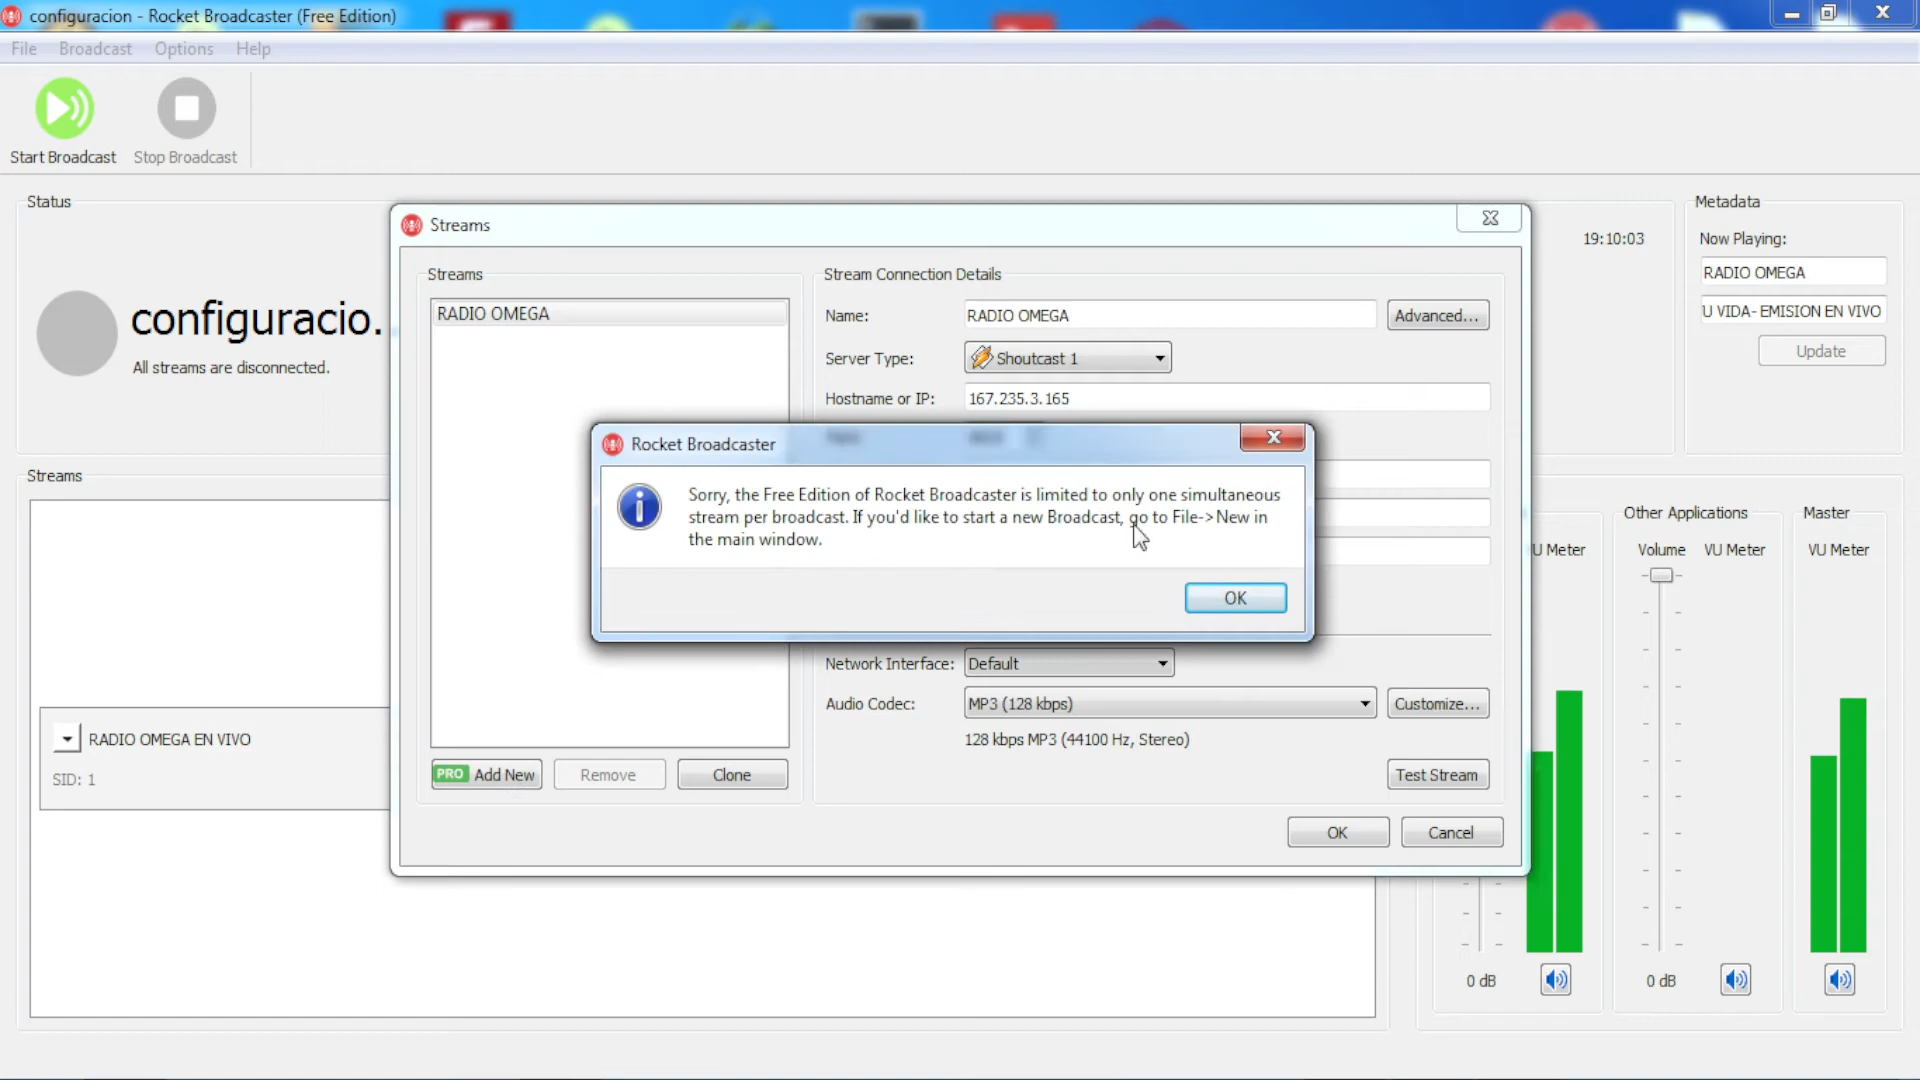 configuracion - Rocket Broadcaster (Free Edition)
File Broadcast Options Help
Start Broadcast Stop Broadcast
Status
configuracio.
All streams are disconnected.
Streams
RADIO OMEGA EN VIVO
SID: 1
Streams
Streams
RADIO OMEGA
PRO Add New
Remove
Clone
Stream Connection Details
Name: RADIO OMEGA Advanced...
Server Type: Shoutcast 1
Hostname or IP: 167.235.3.165
Rocket Broadcaster
Sorry, the Free Edition of Rocket Broadcaster is limited to only one simultaneous
stream per broadcast. If you'd like to start a new Broadcast, go to File->New in
the main window.
OK
Network Interface: Default
Audio Codec: MP3 (128 kbps) Customize...
128 kbps MP3 (44100 Hz, Stereo)
Test Stream
OK Cancel
19:10:03
Metadata
Now Playing:
RADIO OMEGA
U VIDA- EMISION EN VIVO
Update
U Meter
0 dB
Other Applications
Volume VU Meter
0 dB
Master
VU Meter